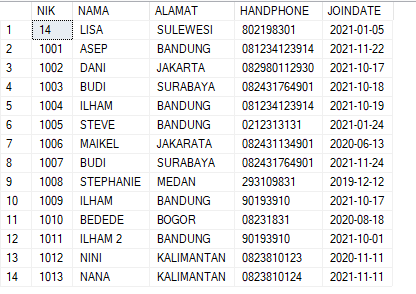 NIK NAMA ALAMAT HANDPHONE JOINDATE
1 14 LISA SULEWESI 802198301 2021-01-05
2 1001 ASEP BANDUNG 081234123914 2021-11-22
3 1002 DANI JAKARTA 082980112930 2021-10-17
4 1003 BUDI SURABAYA 082431764901 2021-10-18
5 1004 ILHAM BANDUNG 081234123914 2021-10-19
6 1005 STEVE BANDUNG 0212313131 2021-01-24
7 1006 MAIKEL JAKARATA 082431134901 2020-06-13
8 1007 BUDI SURABAYA 082431764901 2021-11-24
9 1008 STEPHANIE MEDAN 293109831 2019-12-12
10 1009 ILHAM BANDUNG 90193910 2021-10-17
11 1010 BEDEDE BOGOR 08231831 2020-08-18
12 1011 ILHAM 2 BANDUNG 90193910 2021-10-01
13 1012 NINI KALIMANTAN 0823810123 2020-11-11
14 1013 NANA KALIMANTAN 0823810124 2021-11-11